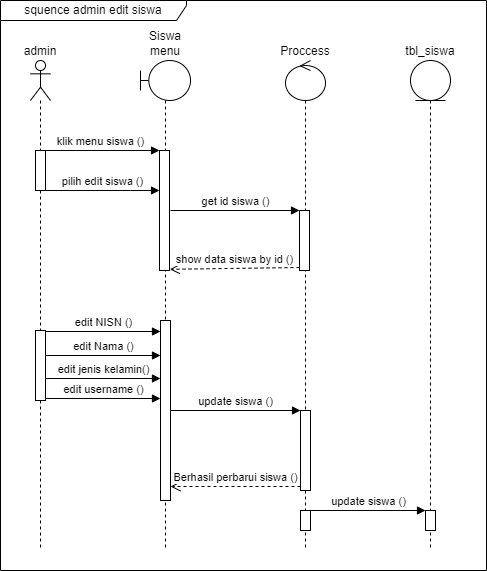 squence admin edit siswa
admin
Siswa
menu
Proccess
tbl_siswa
klik menu siswa ()
pilih edit siswa ()
get id siswa ()
show data siswa by id ()
edit NISN ()
edit Nama ()
edit jenis kelamin()
edit username ()
update siswa ()
Berhasil perbarui siswa ()
update siswa ()